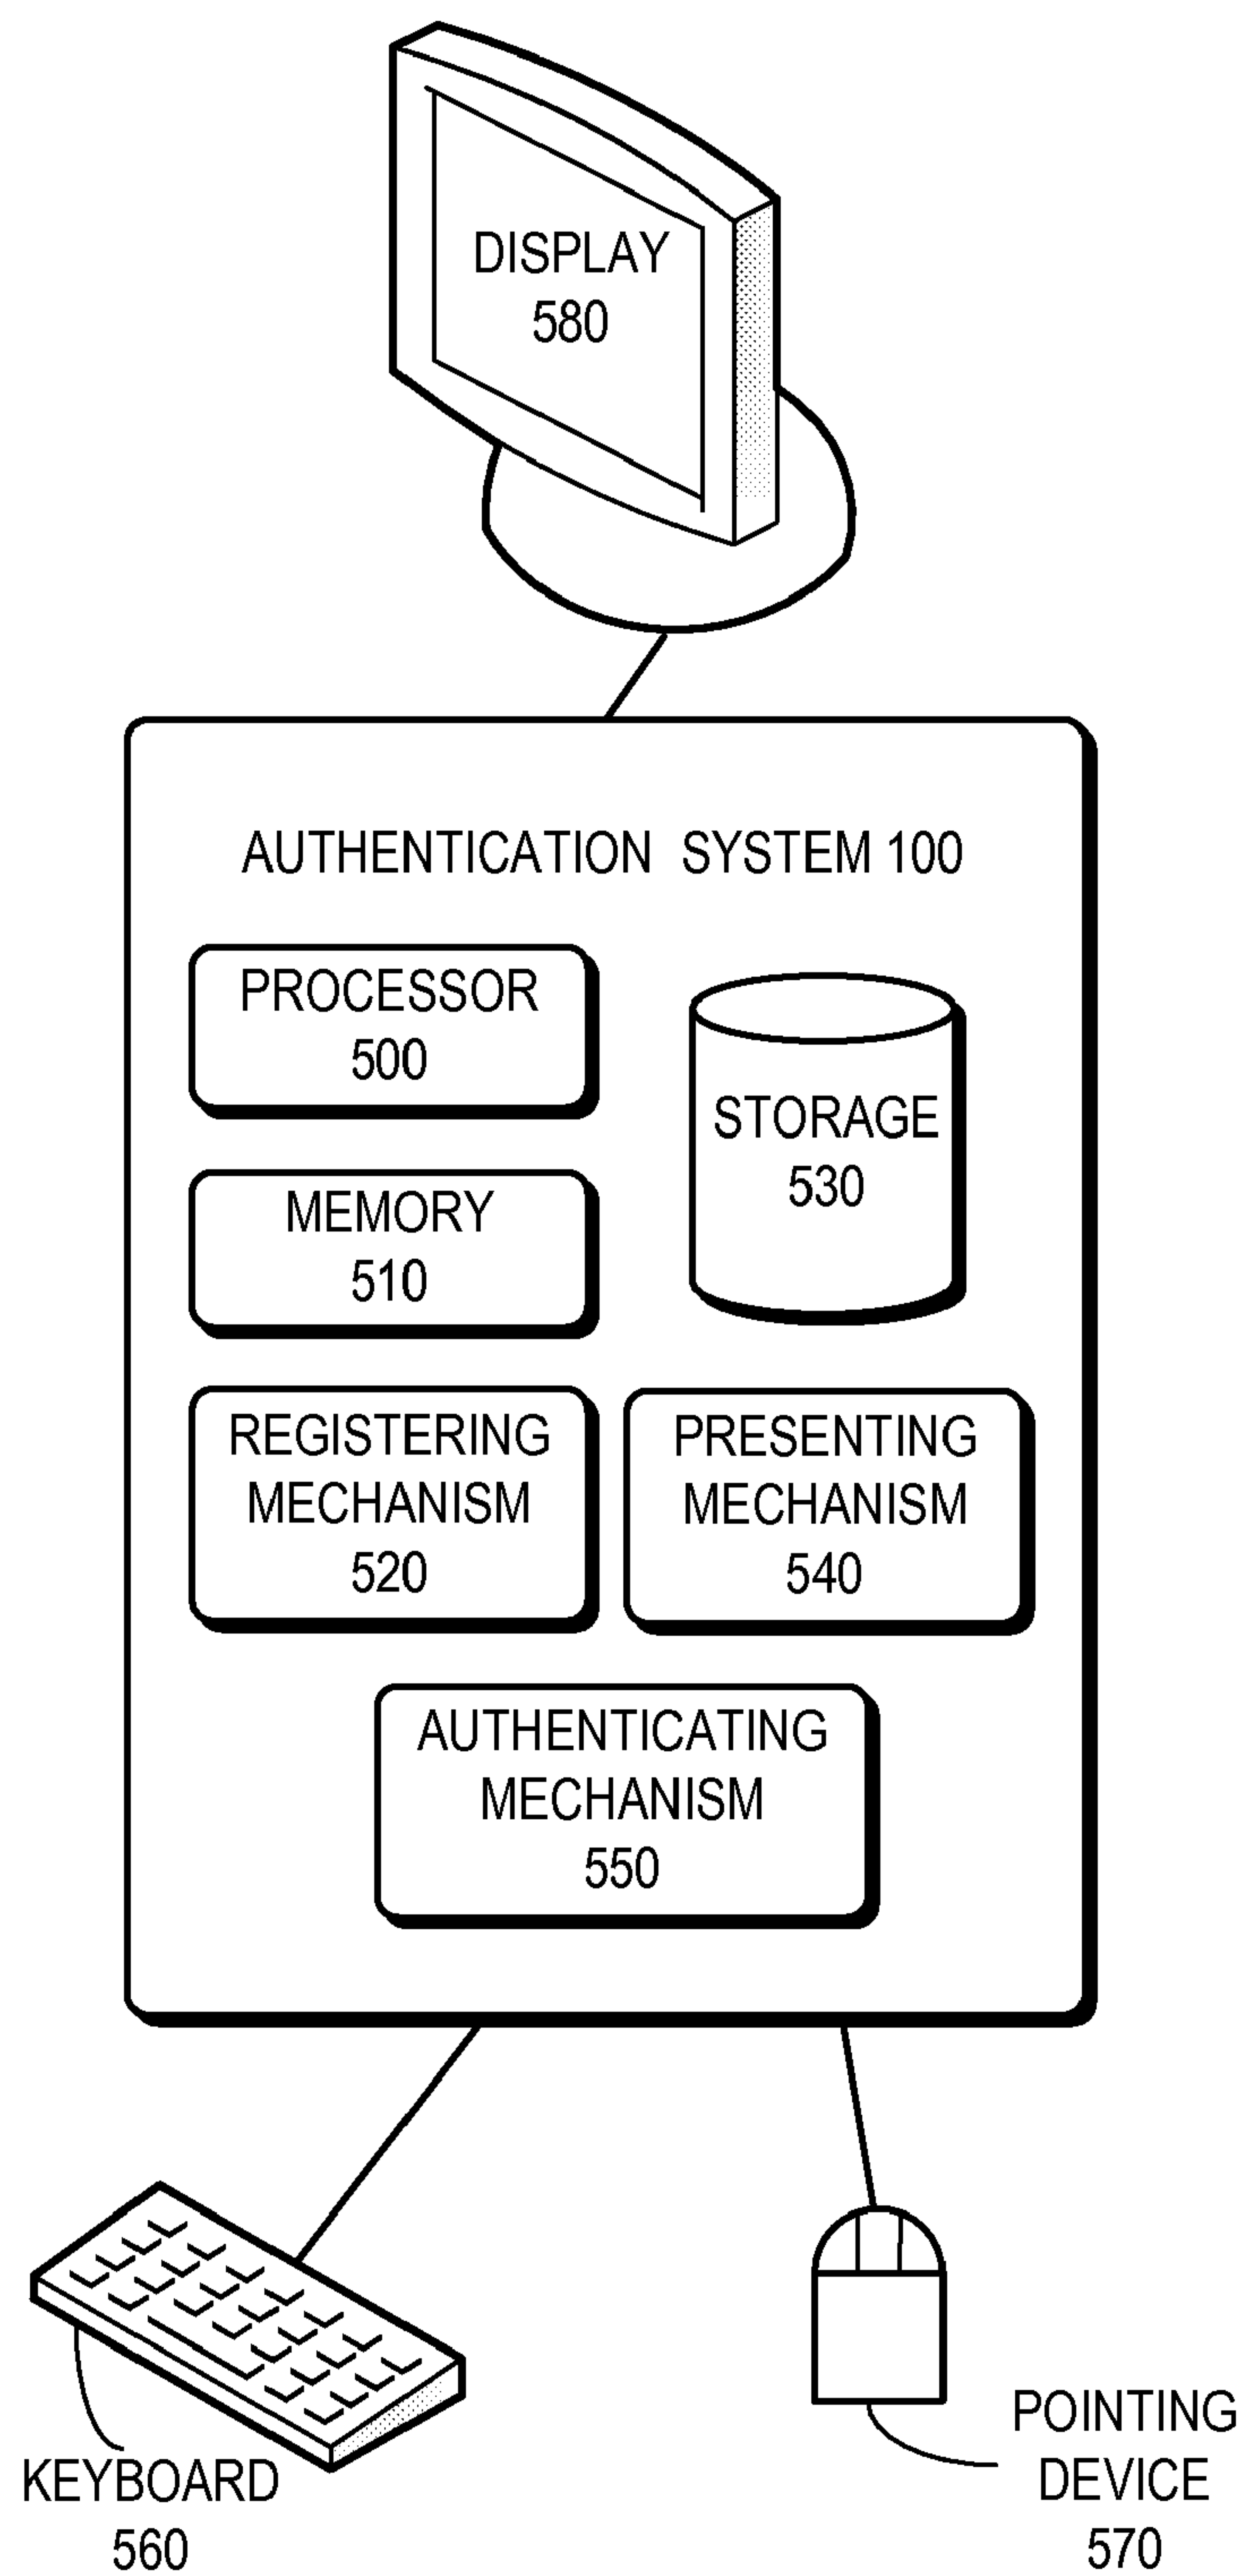 DISPLAY
580
AUTHENTICATION SYSTEM 100
PROCESSOR
500
STORAGE
530
MEMORY
510
REGISTERING
MECHANISM
520
PRESENTING
MECHANISM
540
AUTHENTICATING
MECHANISM
550
KEYBOARD
560
POINTING
DEVICE
570